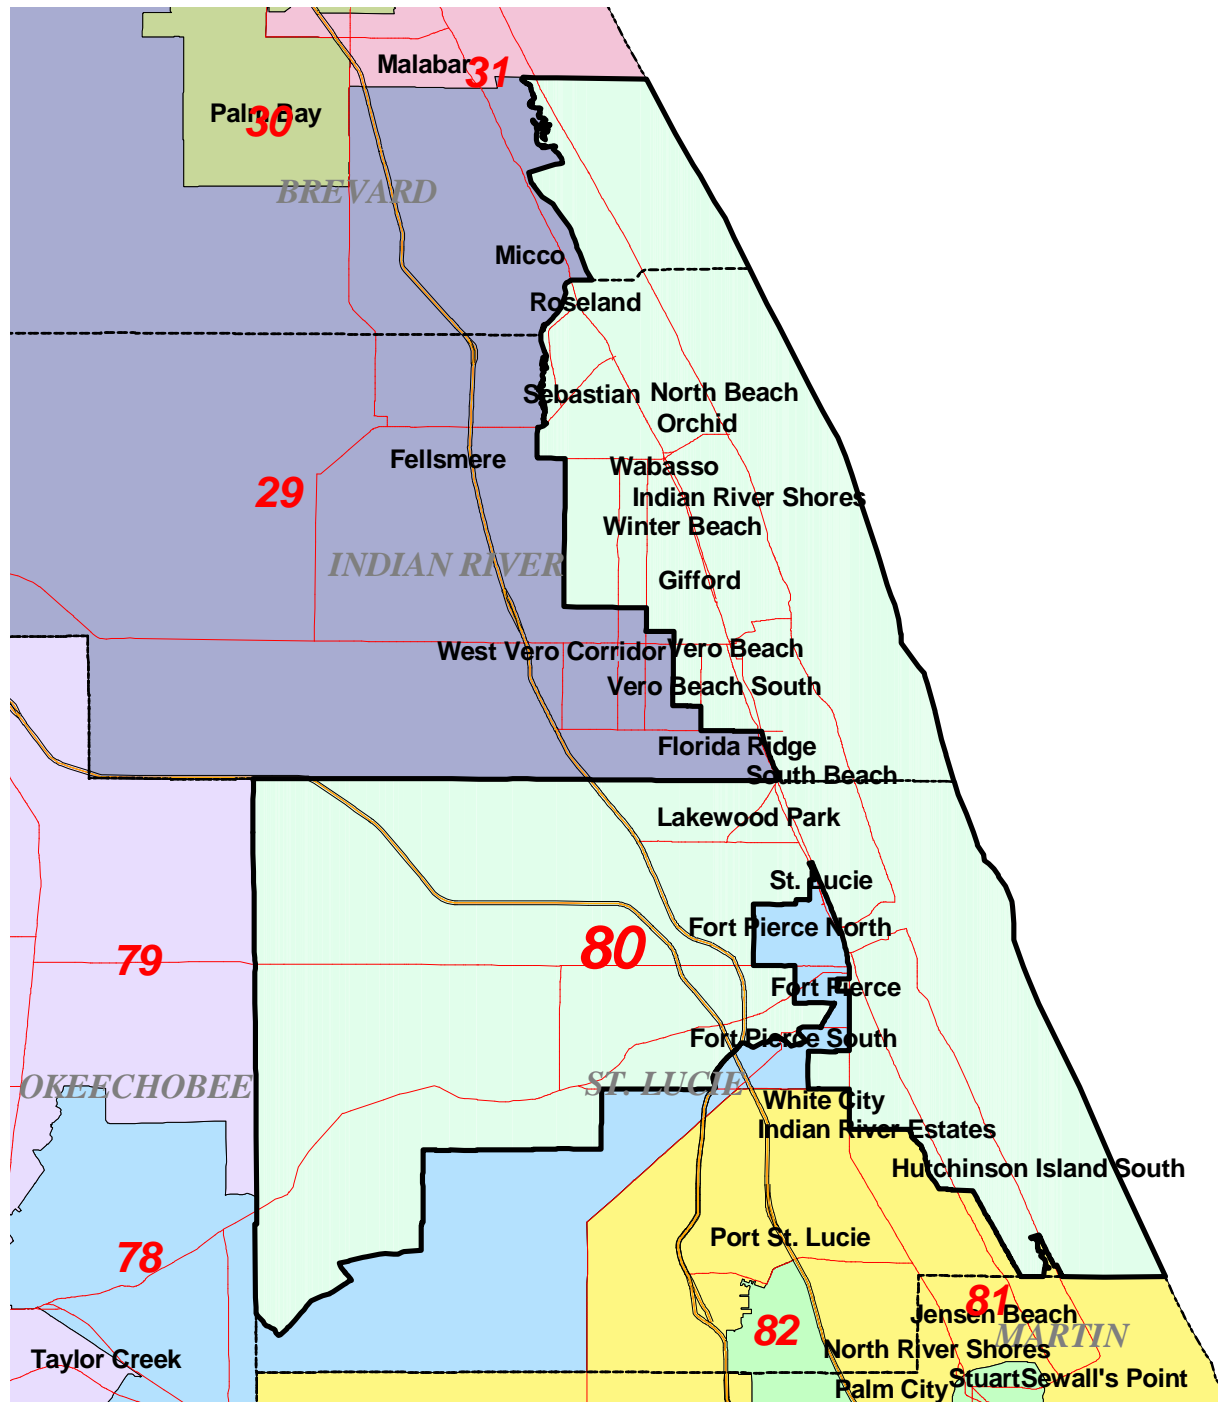 Malabar
31
Palm Bay
30
BREVARD
Micco
Roseland
Sebastian
North Beach
Orchid
Fellsmere
Wabasso
29
Indian River Shores
Winter Beach
INDIAN RIVER
Gifford
West Vero Corridor
Vero Beach
Vero Beach South
Florida Ridge
South Beach
Lakewood Park
St. Lucie
Fort Pierce North
80
79
Fort Pierce
Fort Pierce South
OKEECHOBEE
ST. LUCIE
White City
Indian River Estates
Hutchinson Island South
Port St. Lucie
78
81
Jensen Beach
82
MARTIN
North River Shores
Taylor Creek
Stuart
Sewall's Point
Palm City